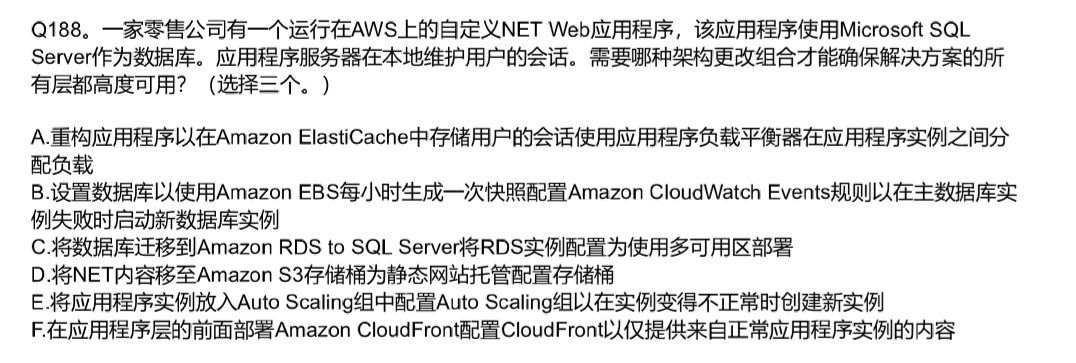 Q188。一家零售公司有一个运行在AWS上的自定义NET Web应用程序，该应用程序使用Microsoft SQL
Server作为数据库。应用程序服务器在本地维护用户的会话。需要哪种架构更改组合才能确保解决方案的所
有层都高度可用？（选择三个。）
A.重构应用程序以在Amazon ElastiCache中存储用户的会话使用应用程序负载平衡器在应用程序实例之间分
配负载
B.设置数据库以使用Amazon EBS每小时生成一次快照配置Amazon CloudWatch Events规则以在主数据库实
例失败时启动新数据库实例
C.将数据库迁移到Amazon RDS to SQL Server将RDS实例配置为使用多可用区部署
D.将NET内容移至Amazon S3存储桶为静态网站托管配置存储桶
E.将应用程序实例放入Auto Scaling组中配置Auto Scaling组以在实例变得不正常时创建新实例
F.在应用程序层的前面部署Amazon CloudFront配置CloudFront以仅提供来自正常应用程序实例的内容